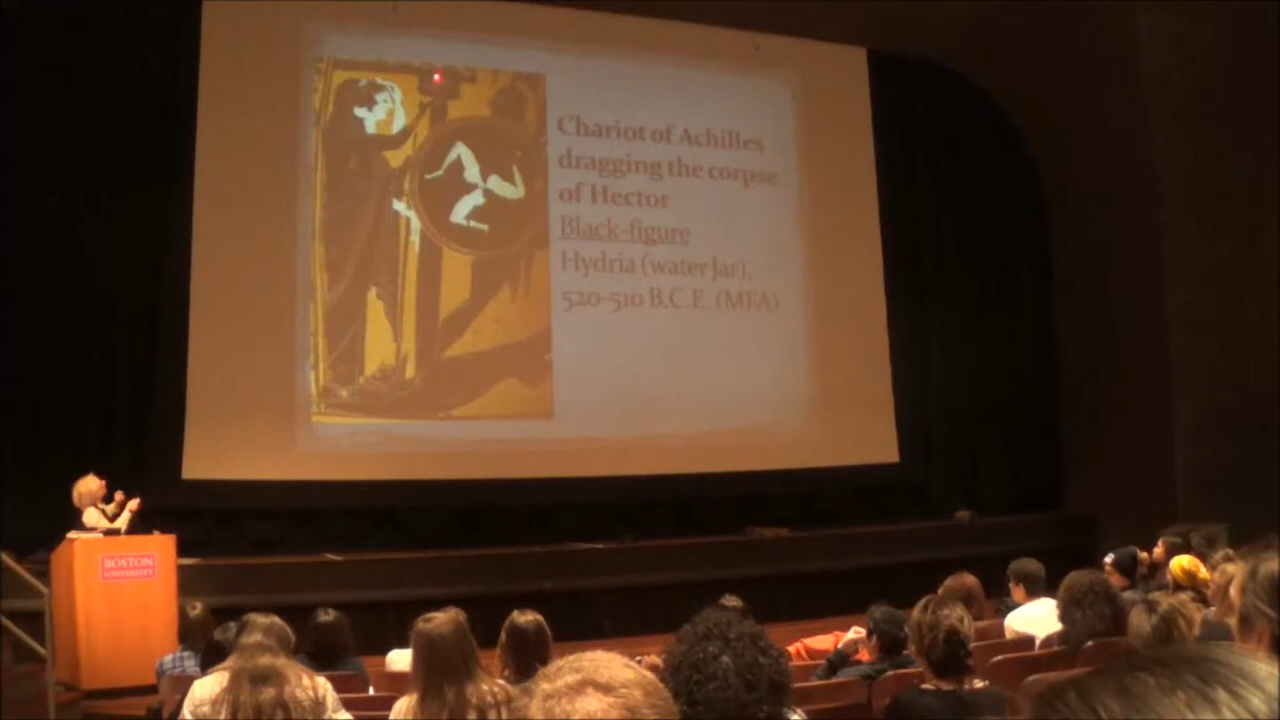 Chariot of Achilles
dragging the corpse
of Hector
Black-figure
Hydria (water jar),
520-510 B.C.E. (MFA)
BOSTON
UNIVERSITY